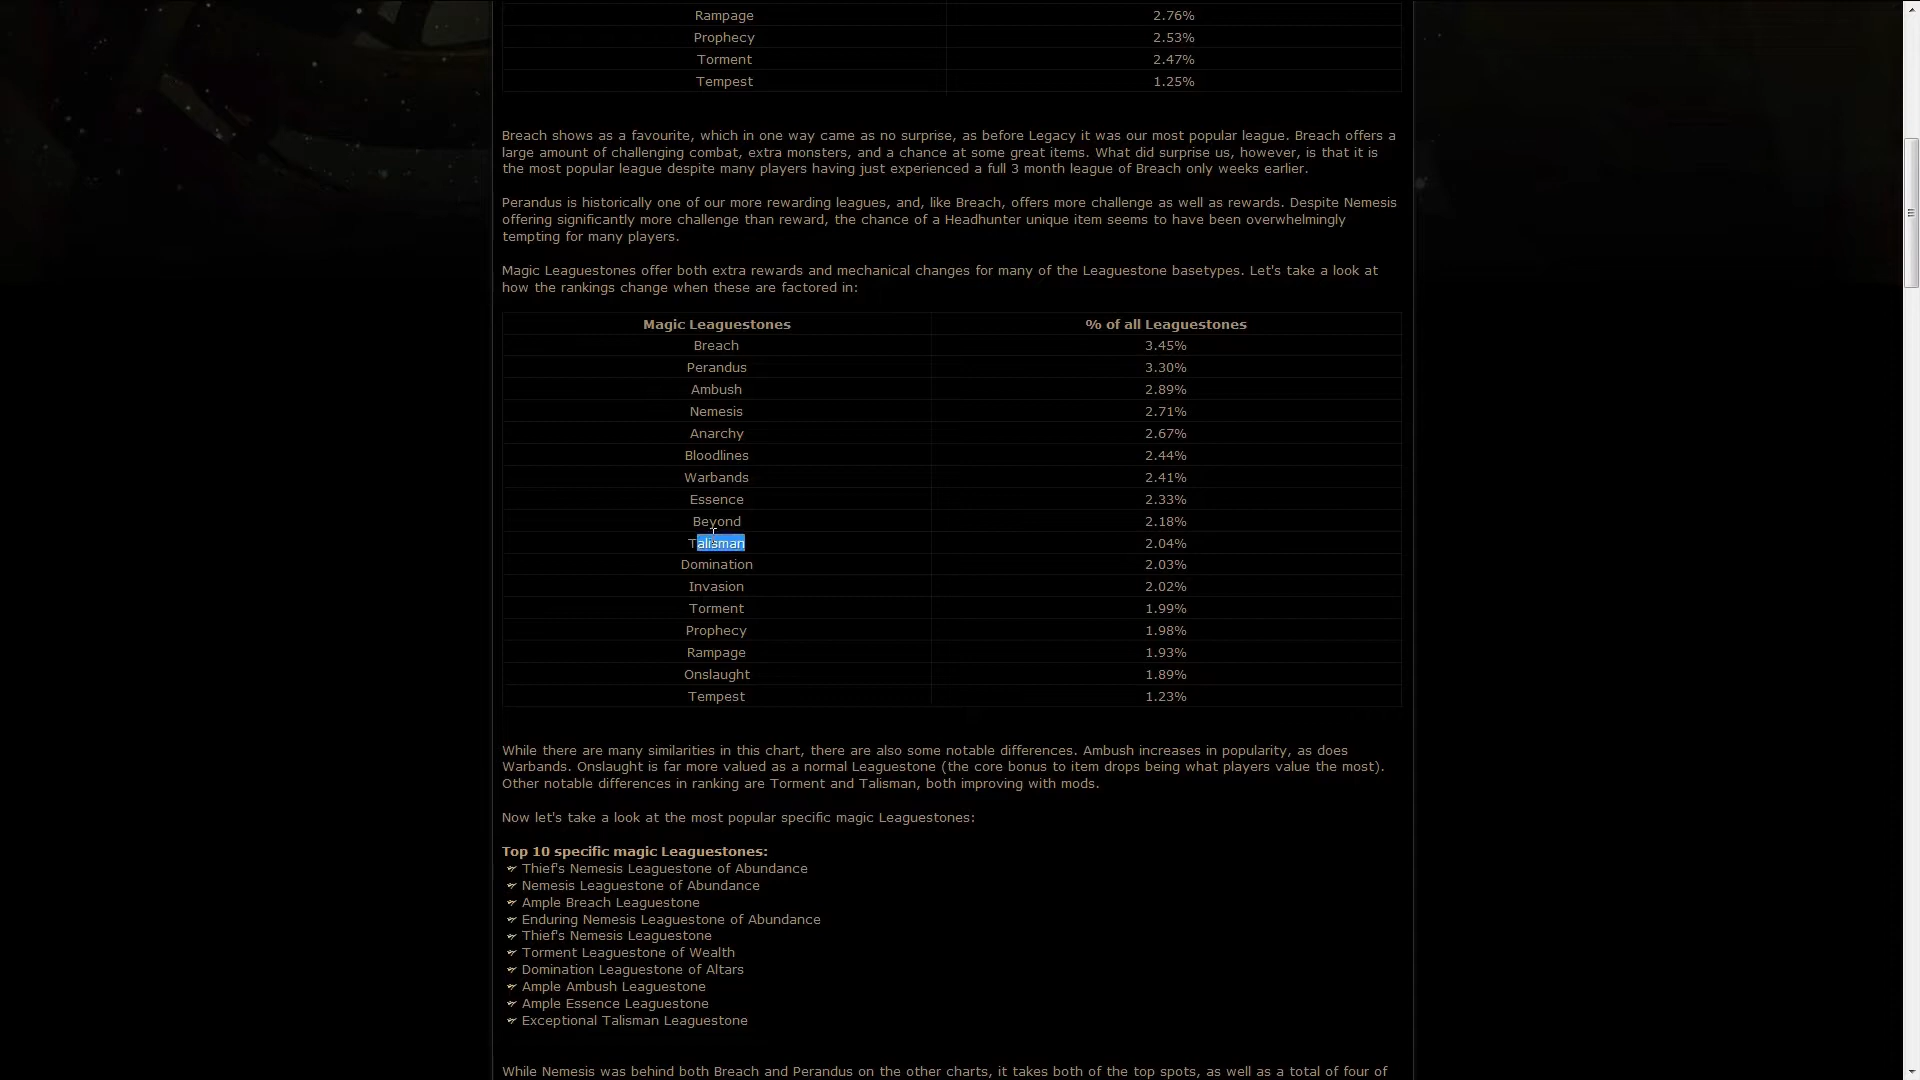 Rampage 2.76%
Prophecy 2.53%
Torment 2.47%
Tempest 1.25%
Breach shows as a favourite, which in one way came as no surprise, as before Legacy it was our most popular league. Breach offers a
large amount of challenging combat, extra monsters, and a chance at some great items. What did surprise us, however, is that it is
the most popular league despite many players having just experienced a full 3 month league of Breach only weeks earlier.
Perandus is historically one of our more rewarding leagues, and, like Breach, offers more challenge as well as rewards. Despite Nemesis
offering significantly more challenge than reward, the chance of a Headhunter unique item seems to have been overwhelmingly
tempting for many players.
Magic Leaguestones offer both extra rewards and mechanical changes for many of the Leaguestone basetypes. Let's take a look at
how the rankings change when these are factored in:
Magic Leaguestones % of all Leaguestones
Breach 3.45%
Perandus 3.30%
Ambush 2.89%
Nemesis 2.71%
Anarchy 2.67%
Bloodlines 2.44%
Warbands 2.41%
Essence 2.33%
Beyond 2.18%
Talisman 2.04%
Domination 2.03%
Invasion 2.02%
Torment 1.99%
Prophecy 1.98%
Rampage 1.93%
Onslaught 1.89%
Tempest 1.23%
While there are many similarities in this chart, there are also some notable differences. Ambush increases in popularity, as does
Warbands. Onslaught is far more valued as a normal Leaguestone (the core bonus to item drops being what players value the most).
Other notable differences in ranking are Torment and Talisman, both improving with mods.
Now let's take a look at the most popular specific magic Leaguestones:
Top 10 specific magic Leaguestones:
Thief's Nemesis Leaguestone of Abundance
Nemesis Leaguestone of Abundance
Ample Breach Leaguestone
Enduring Nemesis Leaguestone of Abundance
Thief's Nemesis Leaguestone
Torment Leaguestone of Wealth
Domination Leaguestone of Altars
Ample Ambush Leaguestone
Ample Essence Leaguestone
Exceptional Talisman Leaguestone
While Nemesis was behind both Breach and Perandus on the other charts, it takes both of the top spots, as well as a total of four of